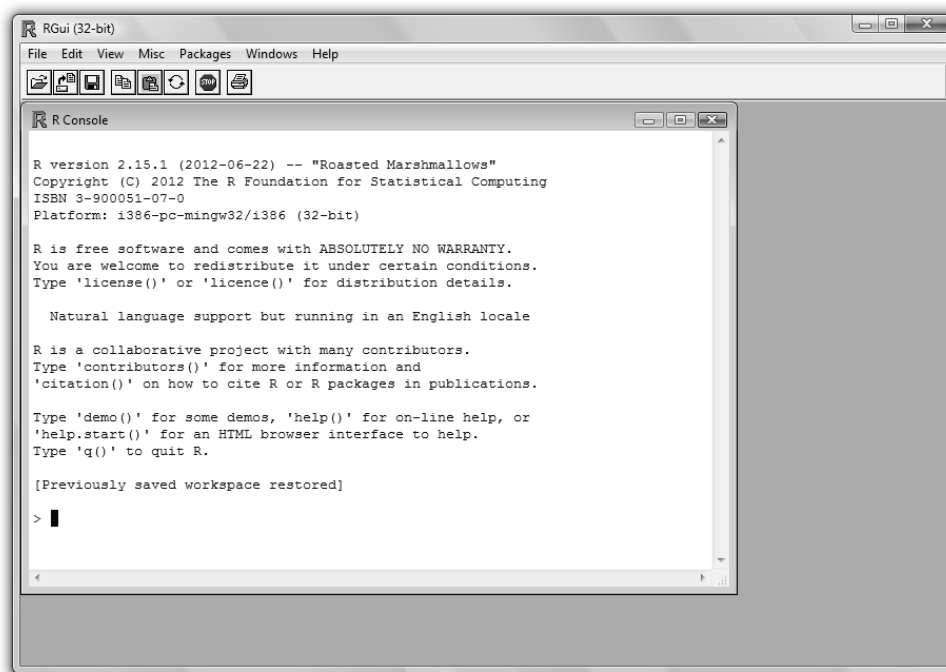 RGui (32-bit)
File Edit View Misc Packages Windows Help
STOP
R Console
R version 2.15.1 (2012-06-22) -- "Roasted Marshmallows"
Copyright (C) 2012 The R Foundation for Statistical Computing
ISBN 3-900051-07-0
Platform: i386-pc-mingw32/i386 (32-bit)
R is free software and comes with ABSOLUTELY NO WARRANTY.
You are welcome to redistribute it under certain conditions.
Type 'license()' or 'licence()' for distribution details.
Natural language support but running in an English locale
R is a collaborative project with many contributors.
Type 'contributors()' for more information and
'citation()' on how to cite R or R packages in publications.
Type 'demo()' for some demos, 'help()' for on-line help, or
'help.start()' for an HTML browser interface to help.
Type 'q()' to quit R.
[Previously saved workspace restored]
>